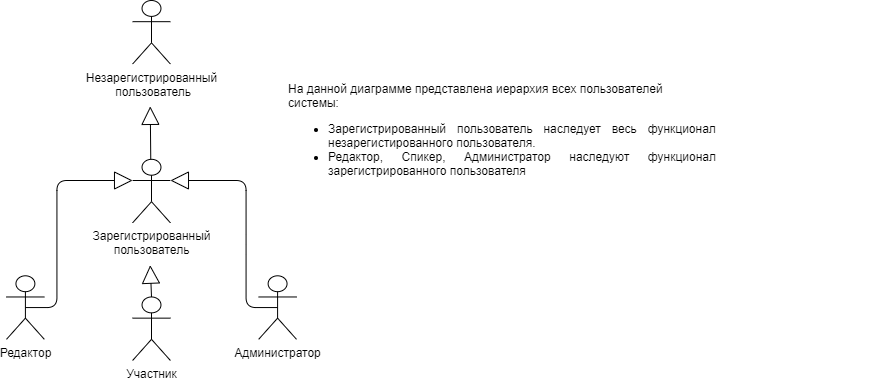 Незарегистрированный
пользователь
На данной диаграмме представлена иерархия всех пользователей
системы:
• Зарегистрированный пользователь наследует весь функционал
незарегистированного пользователя.
• Редактор, Спикер, Администратор наследуют функционал
зарегистрированного пользователя
Зарегистрированный
пользователь
Редактор
Администратор
Участник